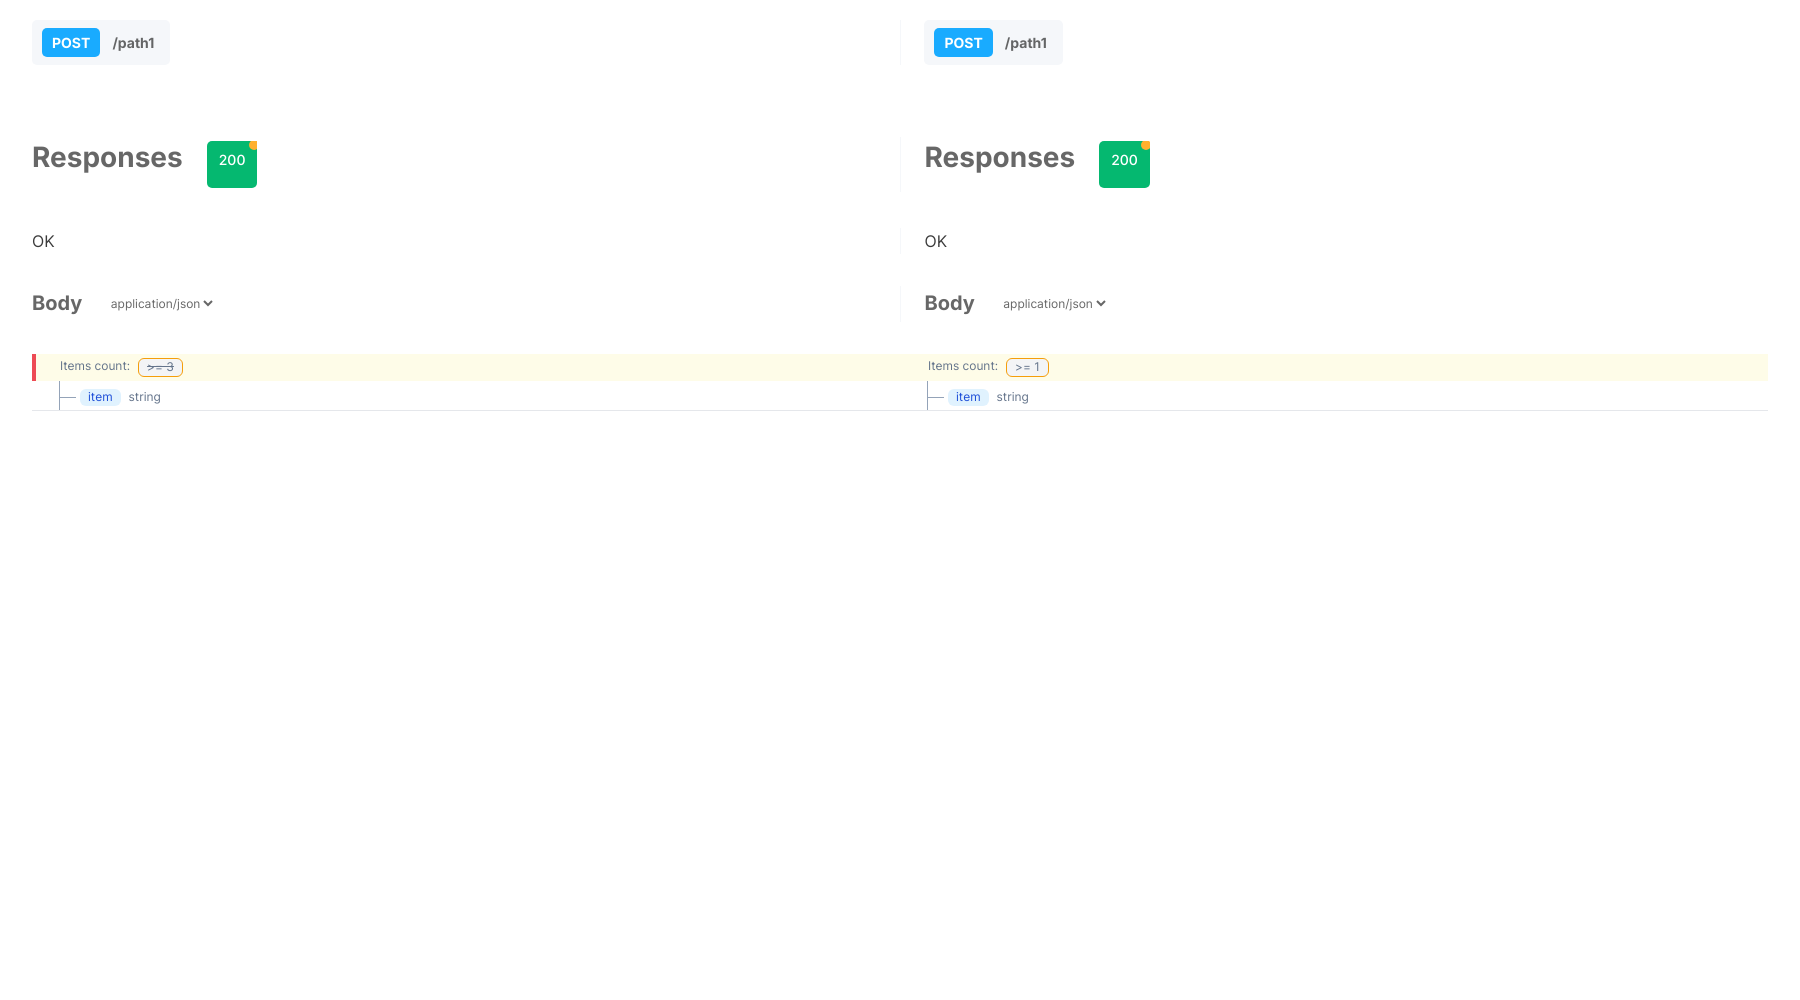 POST /path1 POST /path1
Responses 200 Responses 200
OK OK
Body application/json Body application/json
Items count: >= 3 Items count: >= 1
item string item string